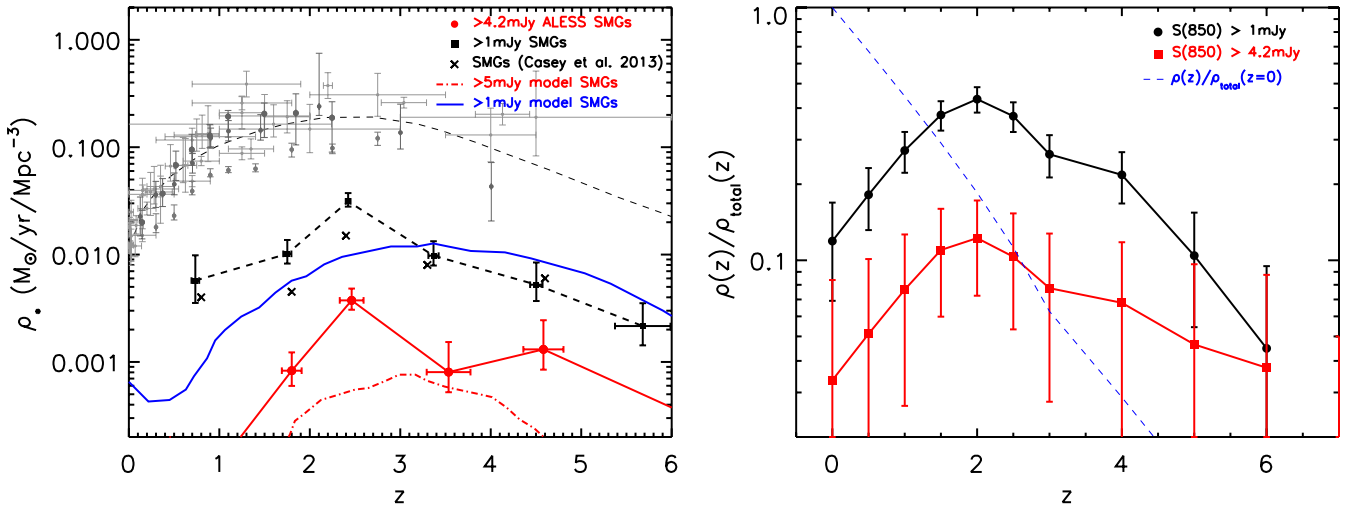 >4.2mJy ALESS SMGs
>1mJy SMGs
SMGs (Casey et al. 2013)
>5mJy model SMGs
>1mJy model SMGs
1.000
0.100
0.010
0.001
ρ* (M⊙/yr/Mpc⁻³)
0 1 2 3 4 5 6
z
S(850) > 1mJy
S(850) > 4.2mJy
ρ(z)/ρtotal(z=0)
1.0
0.1
ρ(z)/ρtotal(z)
0 2 4 6
z